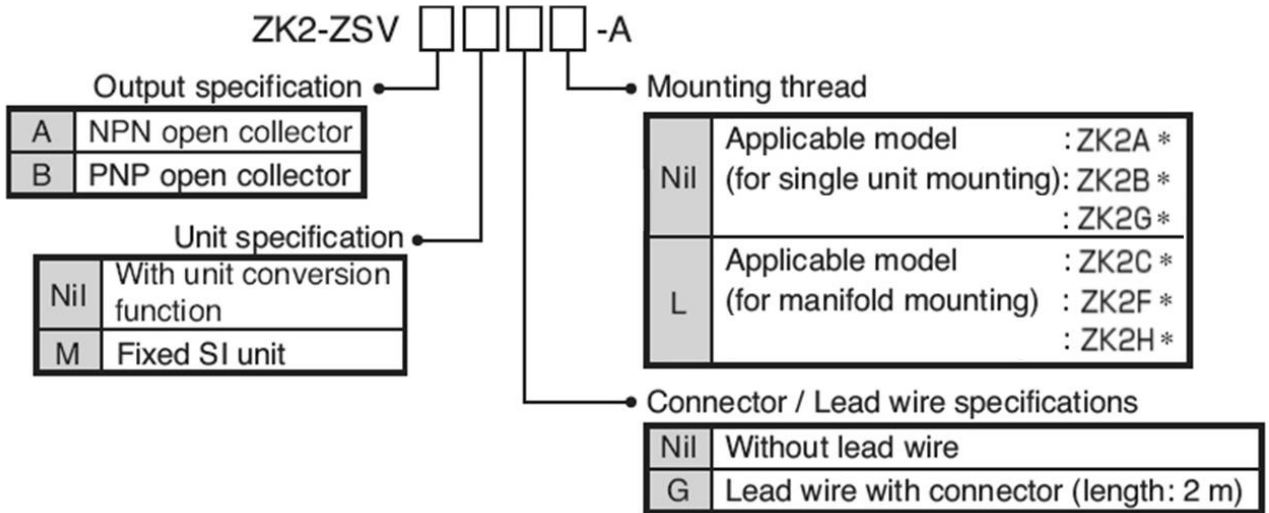 ZK2-ZSV -A
Output specification
A NPN open collector
B PNP open collector
Unit specification
Nil With unit conversion
function
M Fixed SI unit
Mounting thread
Nil Applicable model : ZK2A *
(for single unit mounting): ZK2B *
: ZK2G *
L Applicable model : ZK2C *
(for manifold mounting) : ZK2F *
: ZK2H *
Connector / Lead wire specifications
Nil Without lead wire
G Lead wire with connector (length: 2 m)